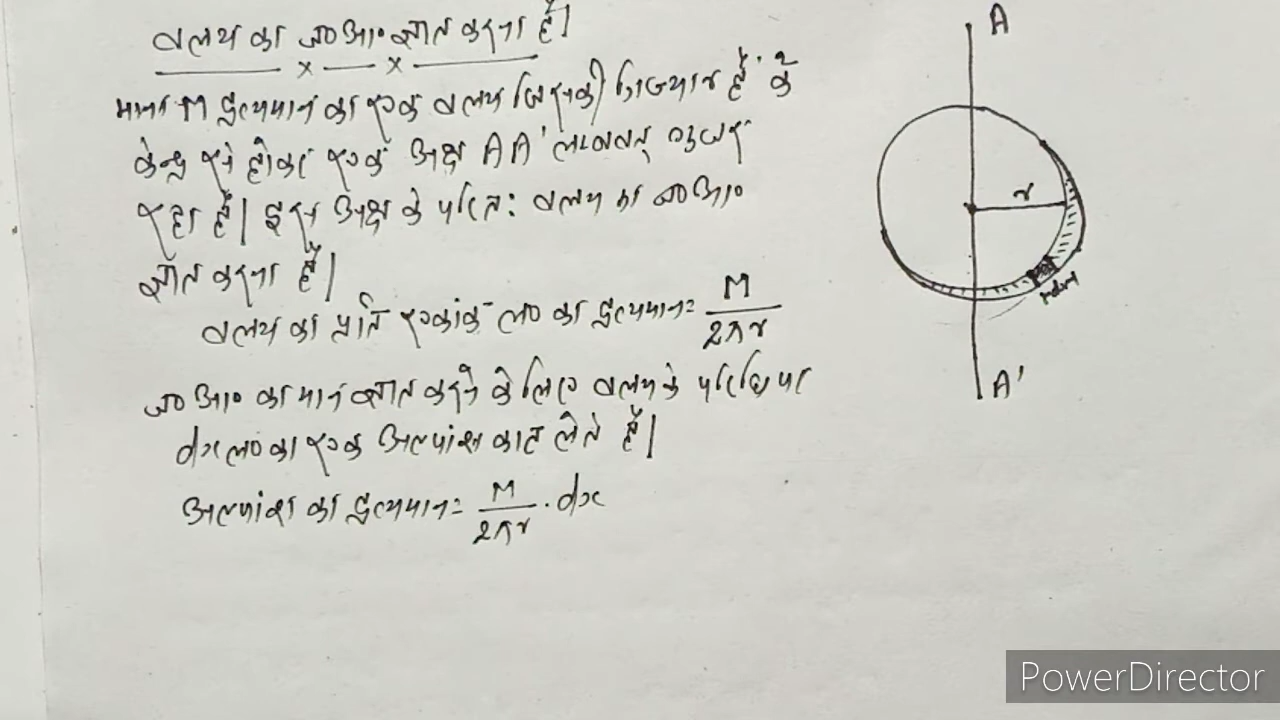 वलय का ज०आ० ज्ञात करना है।
माना M द्रव्यमान का एक वलय जिसकी त्रिज्या r है के
केन्द्र से होकर एक अक्ष AA' लम्बवत् गुजर
रहा है। इस अक्ष के परित: वलय का ज०आ०
ज्ञात करना है।
वलय का प्रति एकांक ल० का द्रव्यमान = M/2πr
ज०आ० का मान ज्ञात करने के लिए वलय के परिधि पर
dx ल० का एक अल्पांश काट लेते हैं।
अल्पांश का द्रव्यमान = M/2πr . dx
A
r
A'
PowerDirector